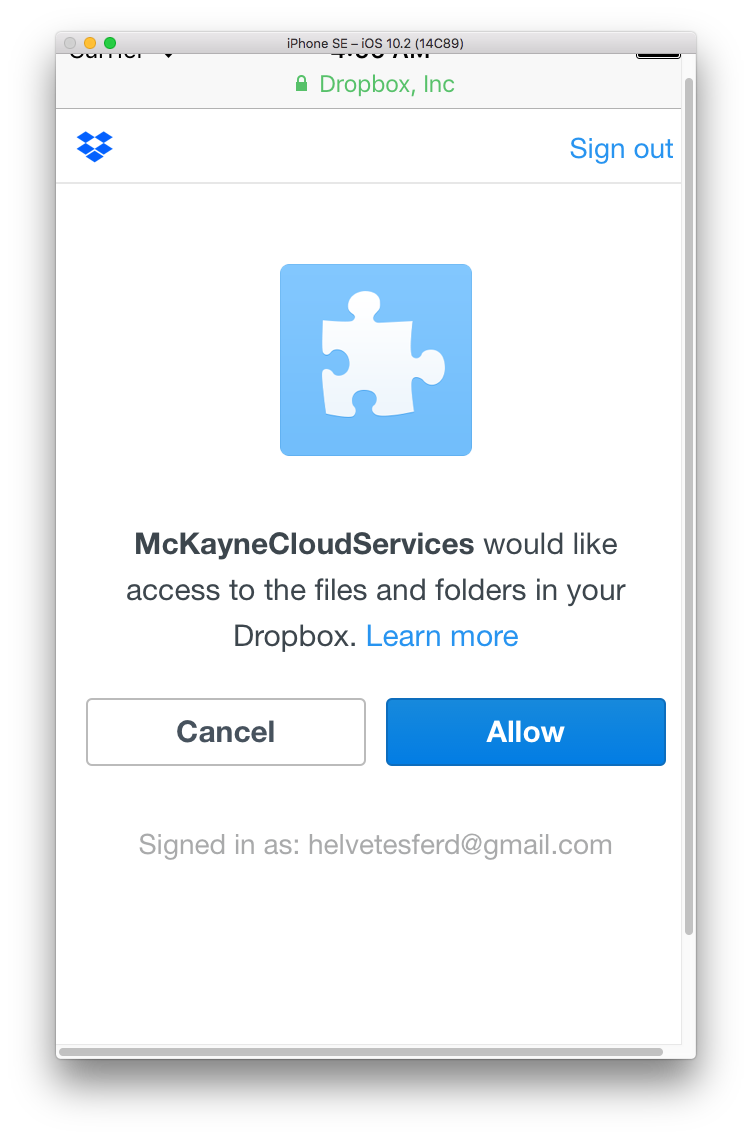 iPhone SE – iOS 10.2 (14C89)
Dropbox, Inc
Sign out
McKayneCloudServices would like
access to the files and folders in your
Dropbox. Learn more
Cancel
Allow
Signed in as: helvetesferd@gmail.com